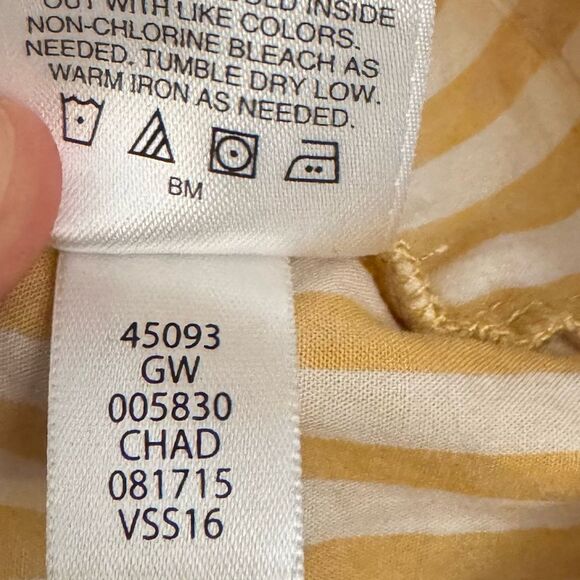 INSIDE
OUT WITH LIKE COLORS.
NON-CHLORINE BLEACH AS
NEEDED. TUMBLE DRY LOW.
WARM IRON AS NEEDED.
BM
45093
GW
005830
CHAD
081715
VSS16